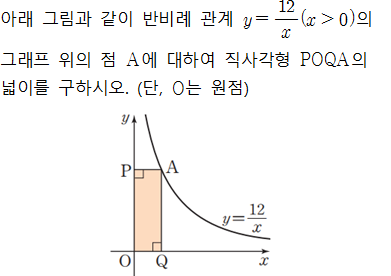 아래 그림과 같이 반비례 관계 y = 12/x (x > 0)의
그래프 위의 점 A에 대하여 직사각형 POQA의
넓이를 구하시오. (단, O는 원점)
y
P A
y = 12/x
O Q x